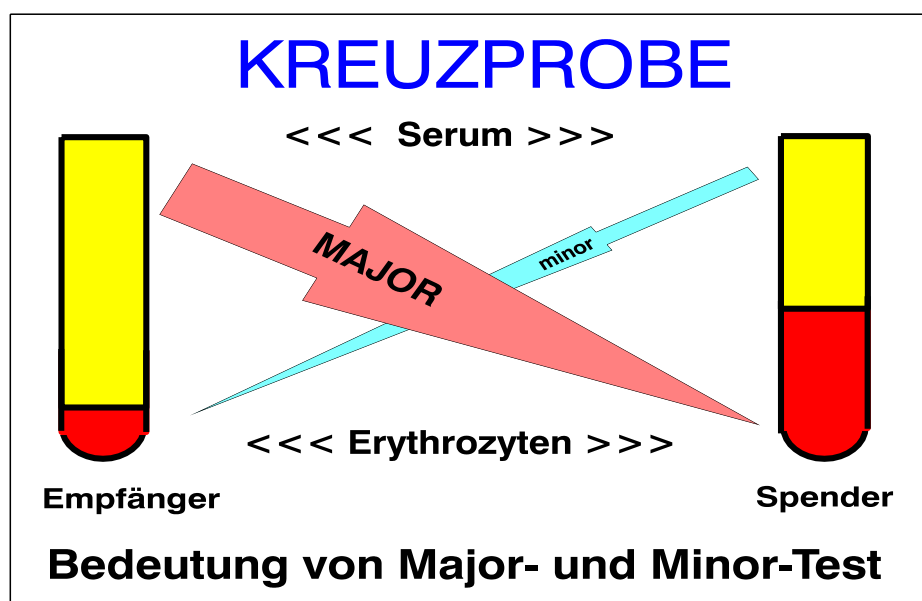 KREUZPROBE
<<< Serum >>>
MAJOR
minor
<<< Erythrozyten >>>
Empfänger
Spender
Bedeutung von Major- und Minor-Test